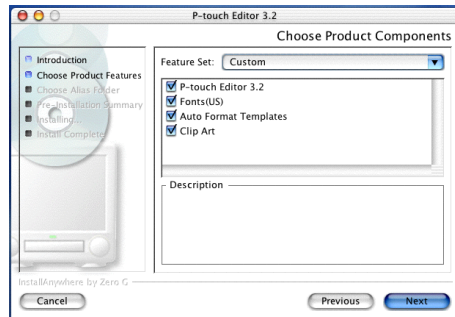 P-touch Editor 3.2
Choose Product Components
Introduction
Choose Product Features
Choose Alias Folder
Pre-Installation Summary
Installing...
Install Complete
Feature Set: Custom
P-touch Editor 3.2
Fonts(US)
Auto Format Templates
Clip Art
Description
InstallAnywhere by Zero G
Cancel
Previous
Next